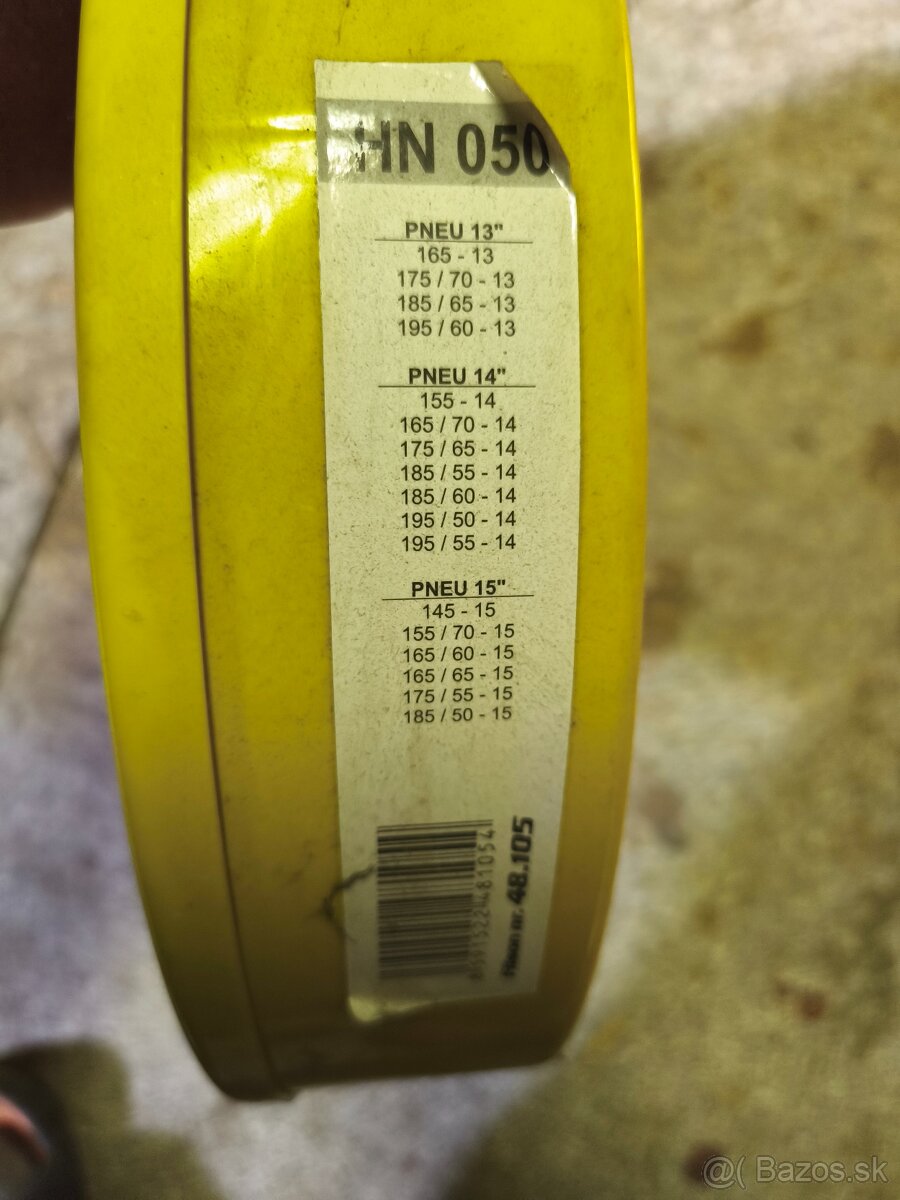 HN 050
PNEU 13"
165 - 13
175 / 70 - 13
185 / 65 - 13
195 / 60 - 13
PNEU 14"
155 - 14
165 / 70 - 14
175 / 65 - 14
185 / 55 - 14
185 / 60 - 14
195 / 50 - 14
195 / 55 - 14
PNEU 15"
145 - 15
155 / 70 - 15
165 / 60 - 15
165 / 65 - 15
175 / 55 - 15
185 / 50 - 15
nr. 48.105
@( Bazos.sk